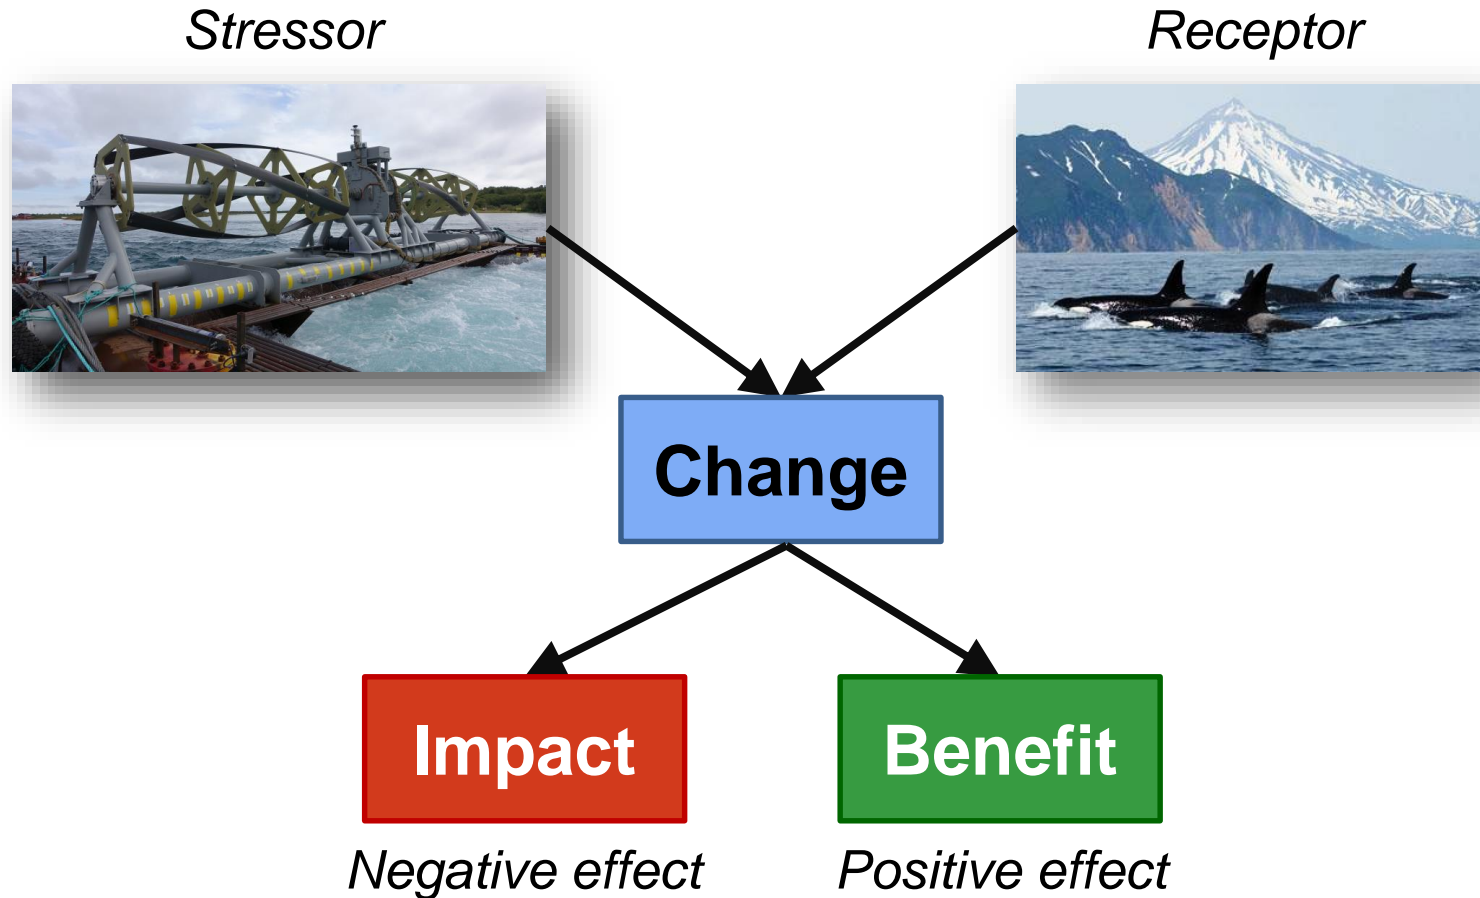 Stressor
Receptor
Change
Impact
Benefit
Negative effect
Positive effect